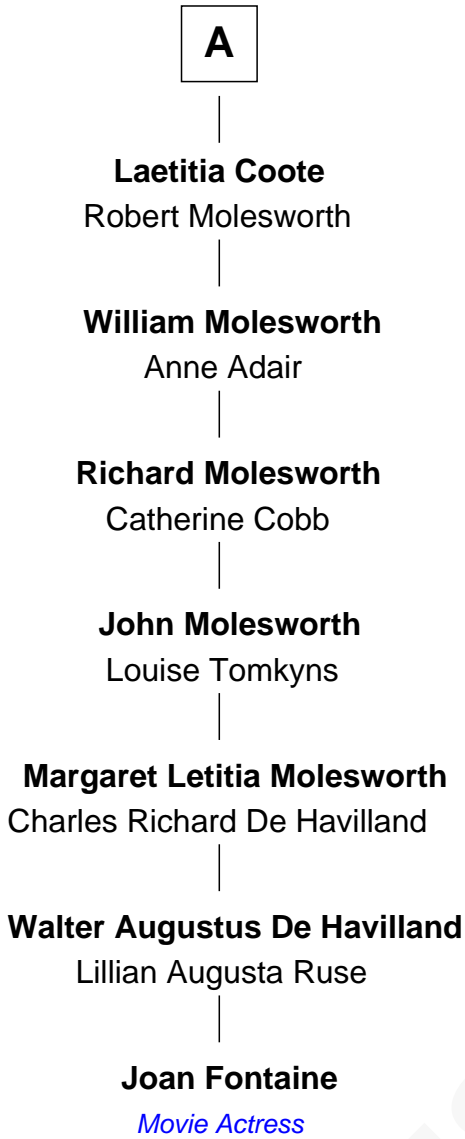 A
Laetitia Coote
Robert Molesworth
William Molesworth
Anne Adair
Richard Molesworth
Catherine Cobb
John Molesworth
Louise Tomkyns
Margaret Letitia Molesworth
Charles Richard De Havilland
Walter Augustus De Havilland
Lillian Augusta Ruse
Joan Fontaine
Movie Actress